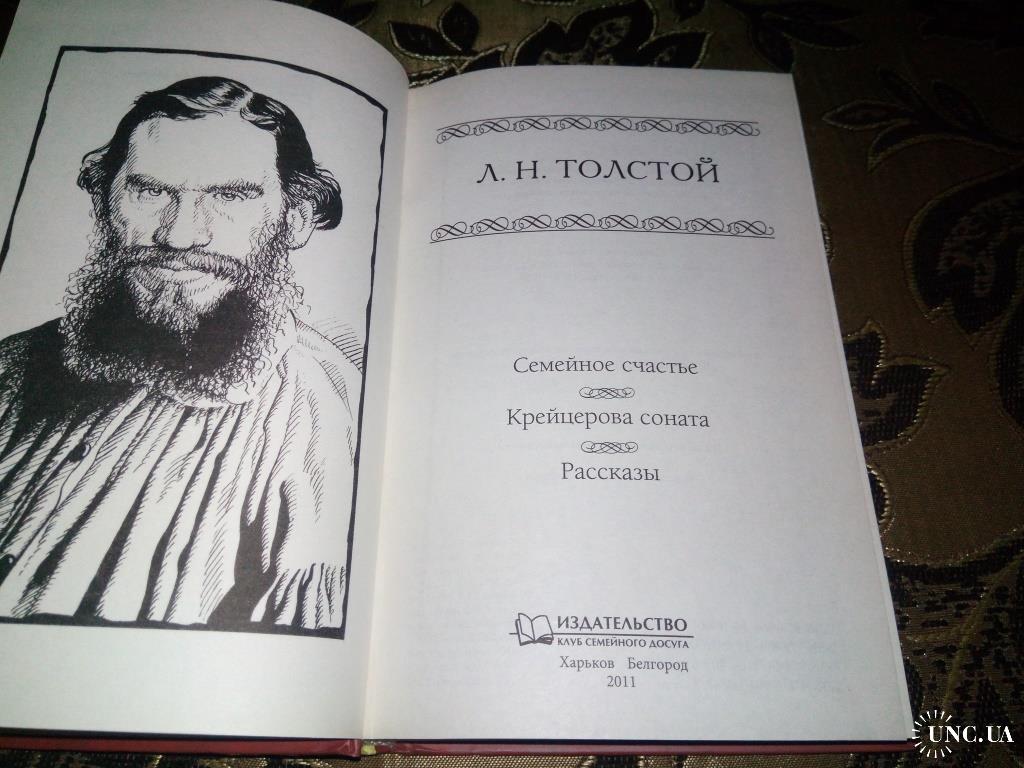 Л. Н. ТОЛСТОЙ
Семейное счастье
Крейцерова соната
Рассказы
ИЗДАТЕЛЬСТВО
КЛУБ СЕМЕЙНОГО ДОСУГА
Харьков Белгород
2011
UNC.UA